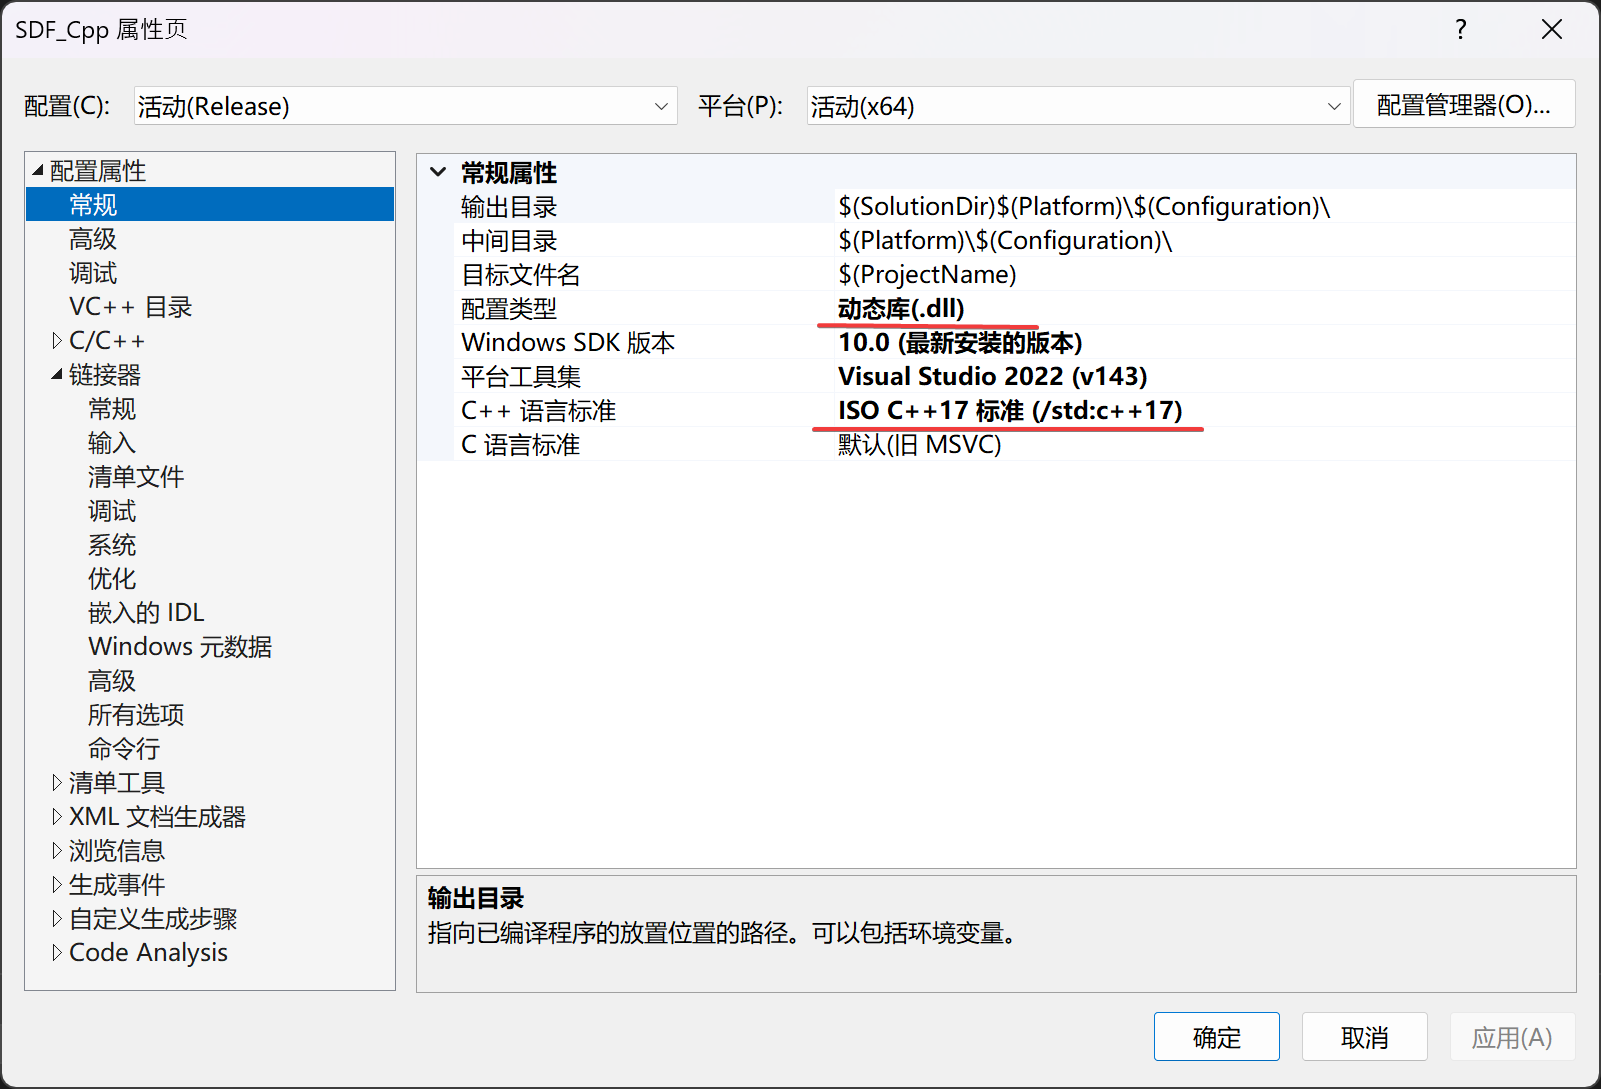 SDF_Cpp 属性页
?
配置(C): 活动(Release) 平台(P): 活动(x64) 配置管理器(O)...
配置属性
常规
高级
调试
VC++ 目录
C/C++
链接器
常规
输入
清单文件
调试
系统
优化
嵌入的 IDL
Windows 元数据
高级
所有选项
命令行
清单工具
XML 文档生成器
浏览信息
生成事件
自定义生成步骤
Code Analysis
常规属性
输出目录 $(SolutionDir)$(Platform)\$(Configuration)\
中间目录 $(Platform)\$(Configuration)\
目标文件名 $(ProjectName)
配置类型 动态库(.dll)
Windows SDK 版本 10.0 (最新安装的版本)
平台工具集 Visual Studio 2022 (v143)
C++ 语言标准 ISO C++17 标准 (/std:c++17)
C 语言标准 默认(旧 MSVC)
输出目录
指向已编译程序的放置位置的路径。可以包括环境变量。
确定 取消 应用(A)